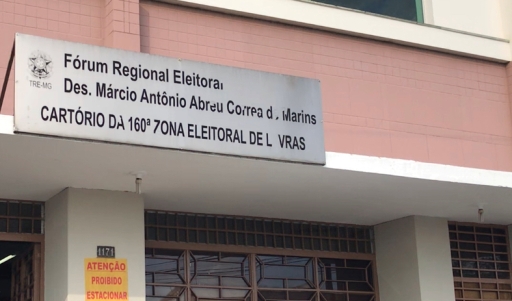 TRE-MG
Fórum Regional Eleitoral
Des. Márcio Antônio Abreu Correa d. Marins
CARTÓRIO DA 160ª ZONA ELEITORAL DE L VRAS
1171
ATENÇÃO
PROIBIDO
ESTACIONAR